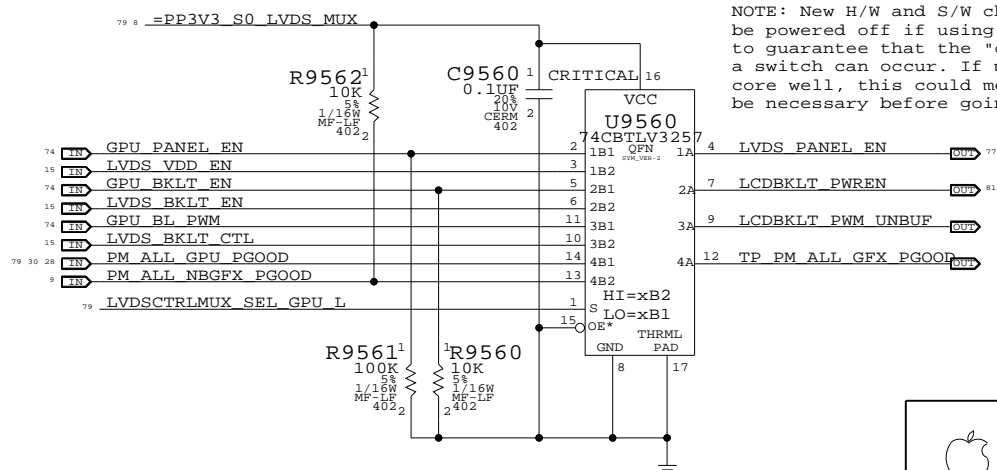 79 8 =PP3V3_S0_LVDS_MUX
NOTE: New H/W and S/W
be powered off if using
to guarantee that the
a switch can occur. If
core well, this could
be necessary before
R9562 1
10K
5%
1/16W
MF-LF
402 2
C9560 1
0.1UF
20%
10V
CERM 2
402
CRITICAL 16
VCC
U9560
74CBTLV3257
QFN
SYM_VER-2
74 IN GPU_PANEL_EN 2 1B1 1A 4 LVDS_PANEL_EN OUT 77
15 IN LVDS_VDD_EN 3 1B2
74 IN GPU_BKLT_EN 5 2B1 2A 7 LCDBKLT_PWREN OUT 81
15 IN LVDS_BKLT_EN 6 2B2
74 IN GPU_BL_PWM 11 3B1 3A 9 LCDBKLT_PWM_UNBUF OUT
15 IN LVDS_BKLT_CTL 10 3B2
79 30 28 IN PM_ALL_GPU_PGOOD 14 4B1 4A 12 TP_PM_ALL_GFX_PGOOD OUT
9 IN PM_ALL_NBGFX_PGOOD 13 4B2
79 LVDSCTRLMUX_SEL_GPU_L 1 S
HI=xB2
LO=xB1
15 OE*
THRML
GND PAD
8 17
R9561 1
100K
5%
1/16W
MF-LF
402 2
1 R9560
10K
5%
1/16W
MF-LF
2 402